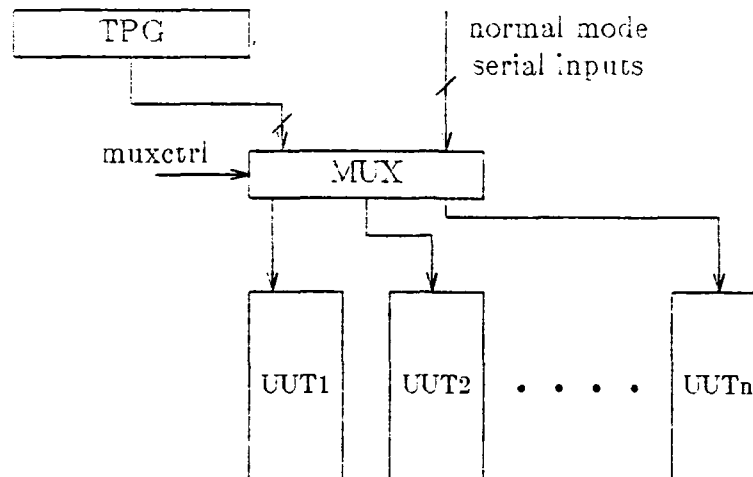 TPG
normal mode
serial inputs
muxctrl
MUX
UUT1
UUT2
UUTn